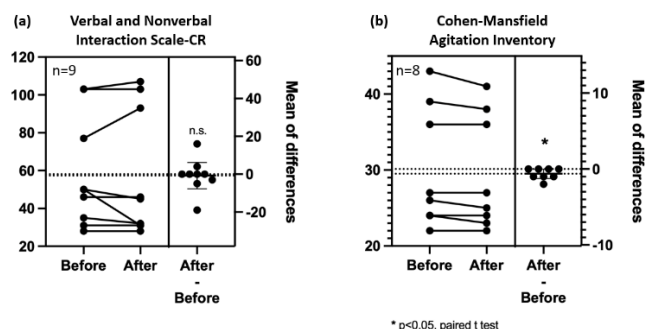 (a)
Verbal and Nonverbal
Interaction Scale-CR
n=9
120
100
80
60
40
20
60
40
20
0
-20
n.s.
Mean of differences
Before
After
After
-
Before
(b)
Cohen-Mansfield
Agitation Inventory
n=8
40
30
20
10
0
-10
*
Mean of differences
Before
After
After
-
Before
* p<0.05, paired t test